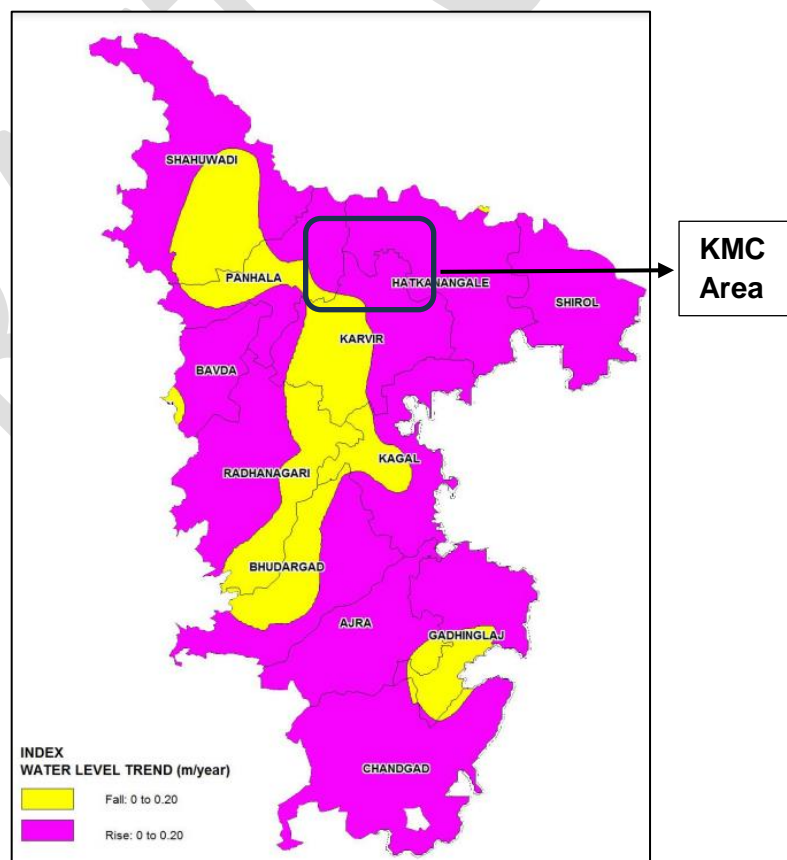 SHAHUWADI
PANHALA
HATKANANGALE
SHIROL
KMC
Area
KARVIR
BAVDA
KAGAL
RADHANAGARI
BHUDARGAD
AJRA
GADHINGLAJ
CHANDGAD
INDEX
WATER LEVEL TREND (m/year)
Fall: 0 to 0.20
Rise: 0 to 0.20